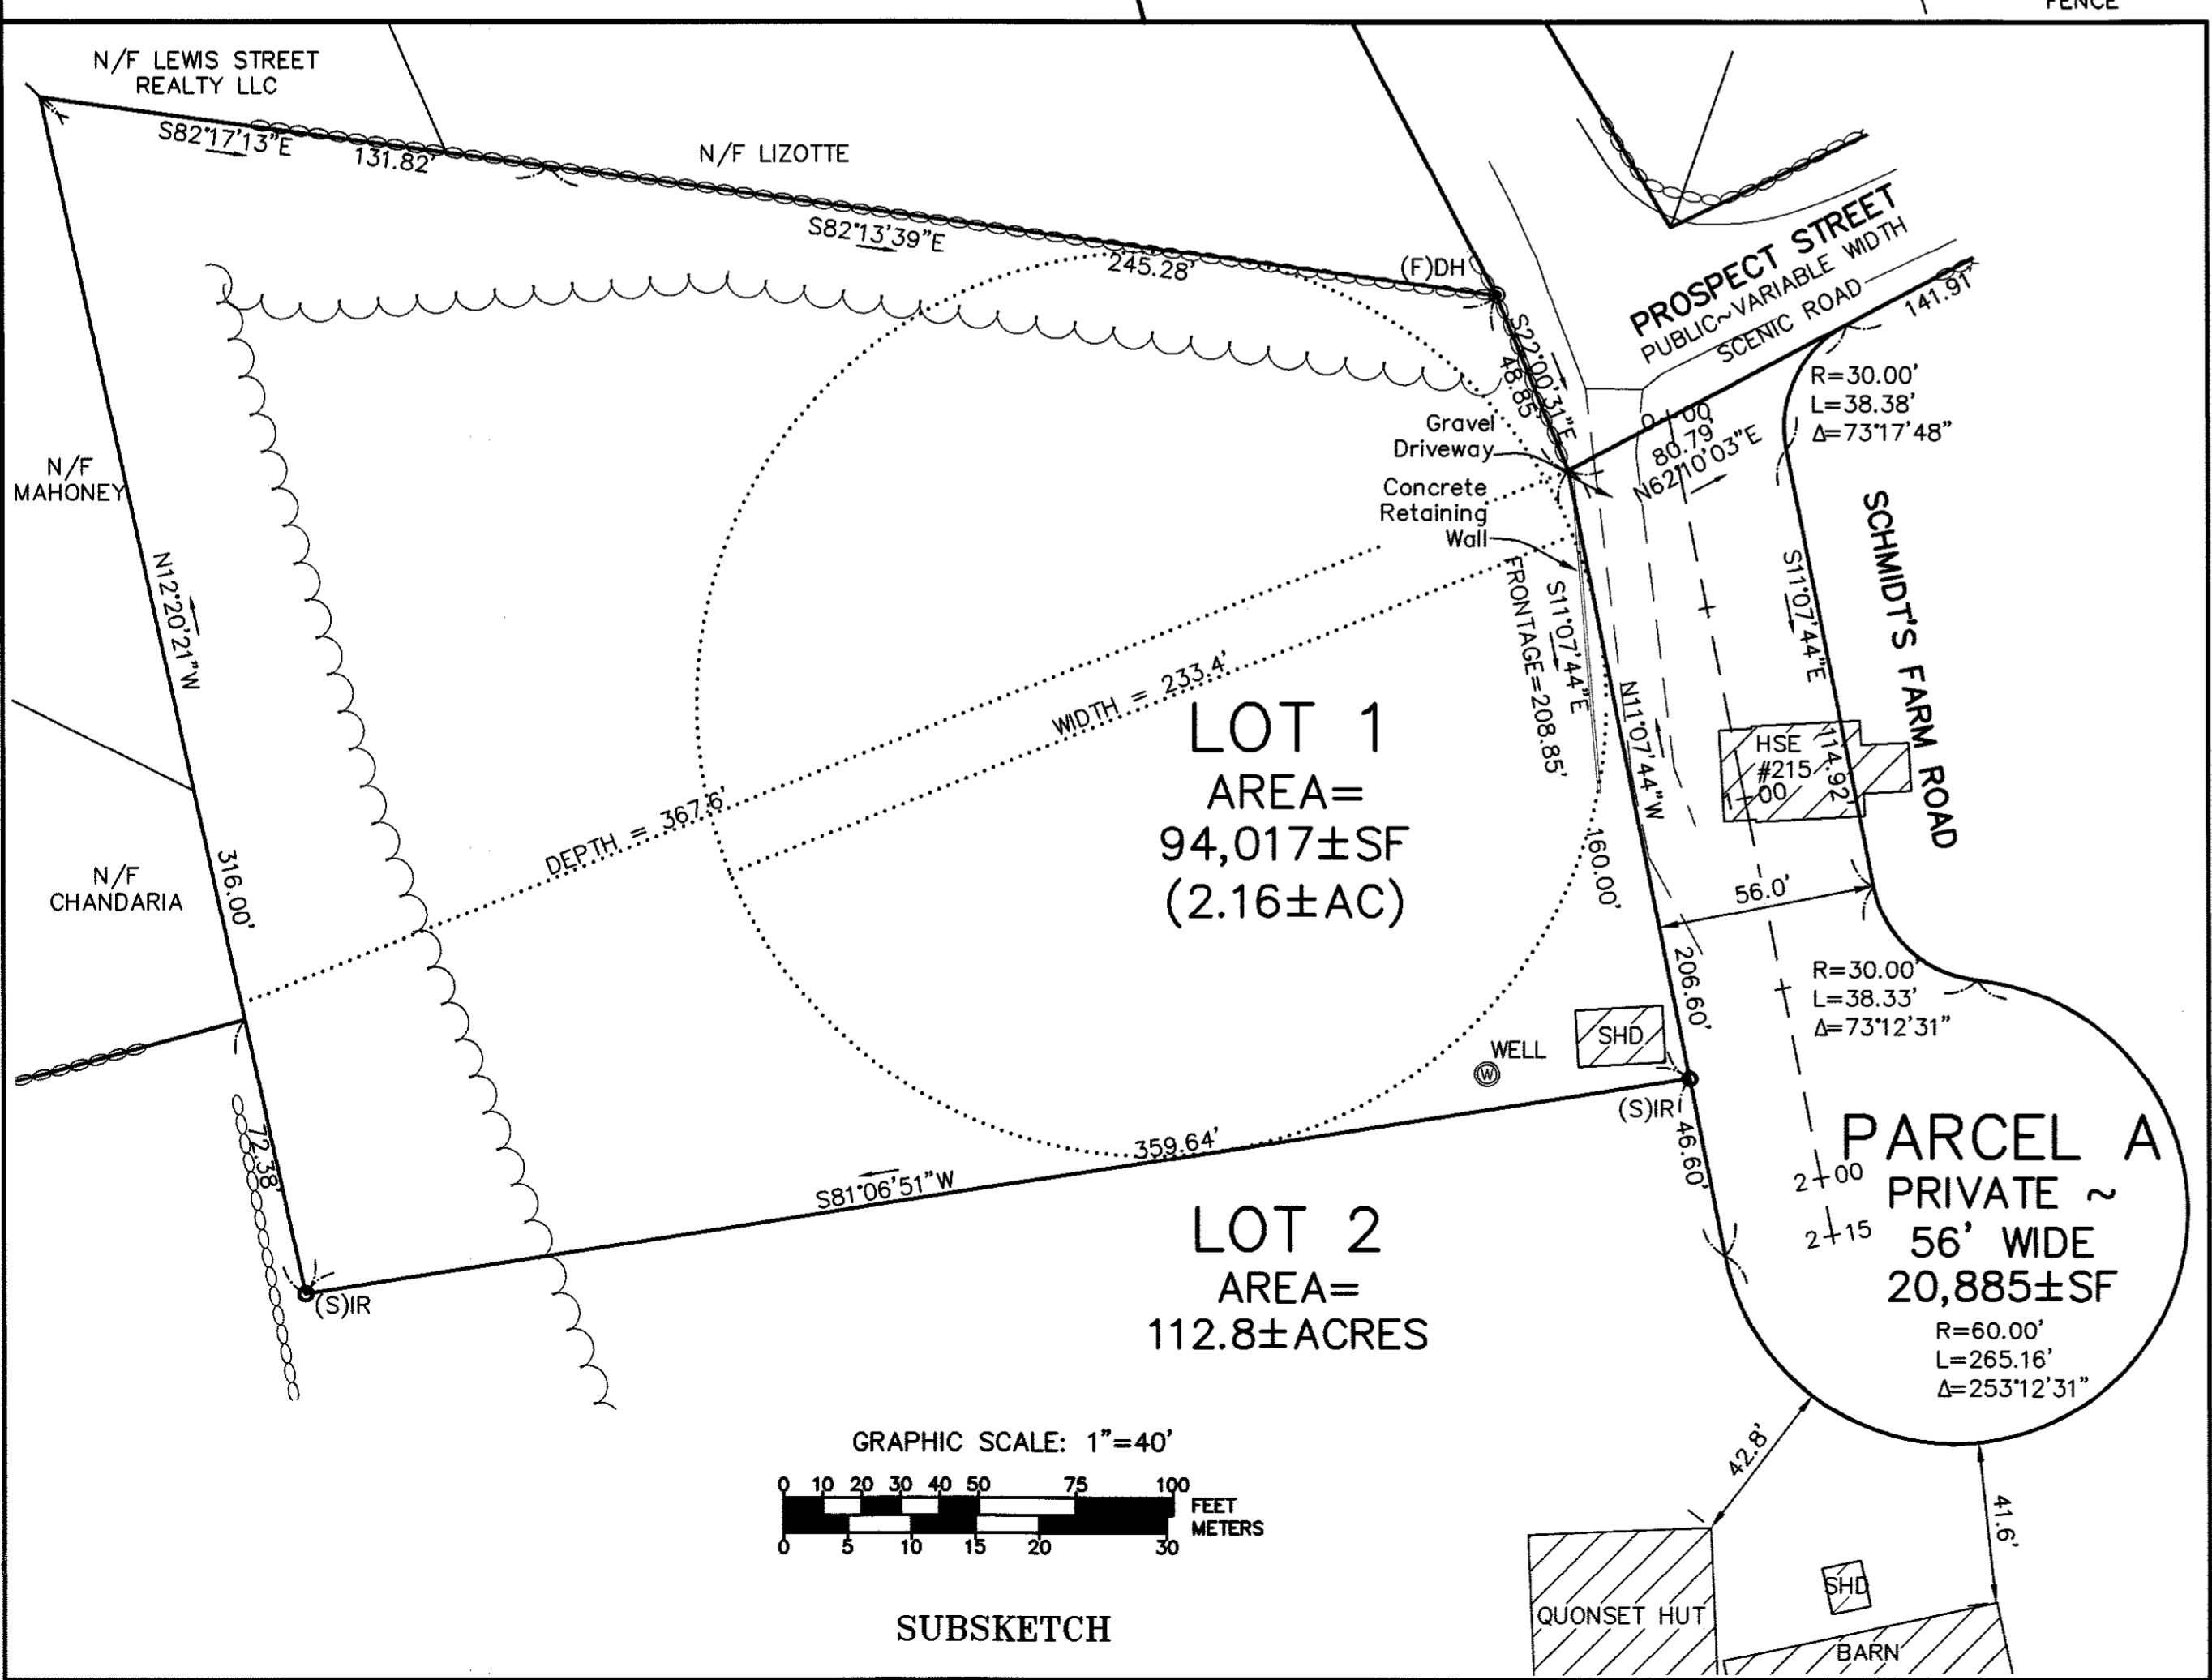 FENCE
N/F LEWIS STREET
REALTY LLC
S82°17'13"E
131.82'
N/F LIZOTTE
S82°13'39"E
245.28'
(F)DH
S22°00'31"E
48.85'
PROSPECT STREET
PUBLIC~VARIABLE WIDTH
SCENIC ROAD
141.91'
R=30.00'
L=38.38'
Δ=73°17'48"
0+00
80.79'
N62°10'03"E
Gravel
Driveway
Concrete
Retaining
Wall
N/F
MAHONEY
N12°20'21"W
316.00'
N/F
CHANDARIA
72.38'
(S)IR
DEPTH = 367.6'
WIDTH = 233.4'
FRONTAGE=208.85'
S11°07'44"E
160.00'
N11°07'44"W
206.60'
S11°07'44"E
114.92'
SCHMIDT'S FARM ROAD
HSE
#215
1+00
56.0'
LOT 1
AREA=
94,017±SF
(2.16±AC)
R=30.00'
L=38.33'
Δ=73°12'31"
SHD
WELL
W
(S)IR
46.60'
359.64'
S81°06'51"W
LOT 2
AREA=
112.8±ACRES
PARCEL A
PRIVATE ~
56' WIDE
20,885±SF
2+00
2+15
R=60.00'
L=265.16'
Δ=253°12'31"
42.8'
41.6'
GRAPHIC SCALE: 1"=40'
0 10 20 30 40 50 75 100
FEET
METERS
0 5 10 15 20 30
SUBSKETCH
QUONSET HUT
SHD
BARN